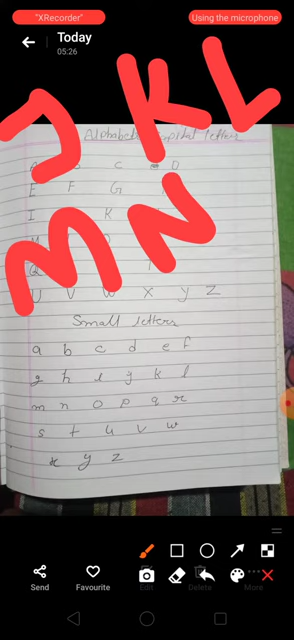 "XRecorder"
Using the microphone
Today
05:26
J K L
Alphabets capital letters
C D
E F G
I K
M N
Q
U V W X Y Z
Small letters
a b c d e f
g h i j k l
m n o p q r
s t u v w
x y z
Send
Favourite
Edit
Delete
More